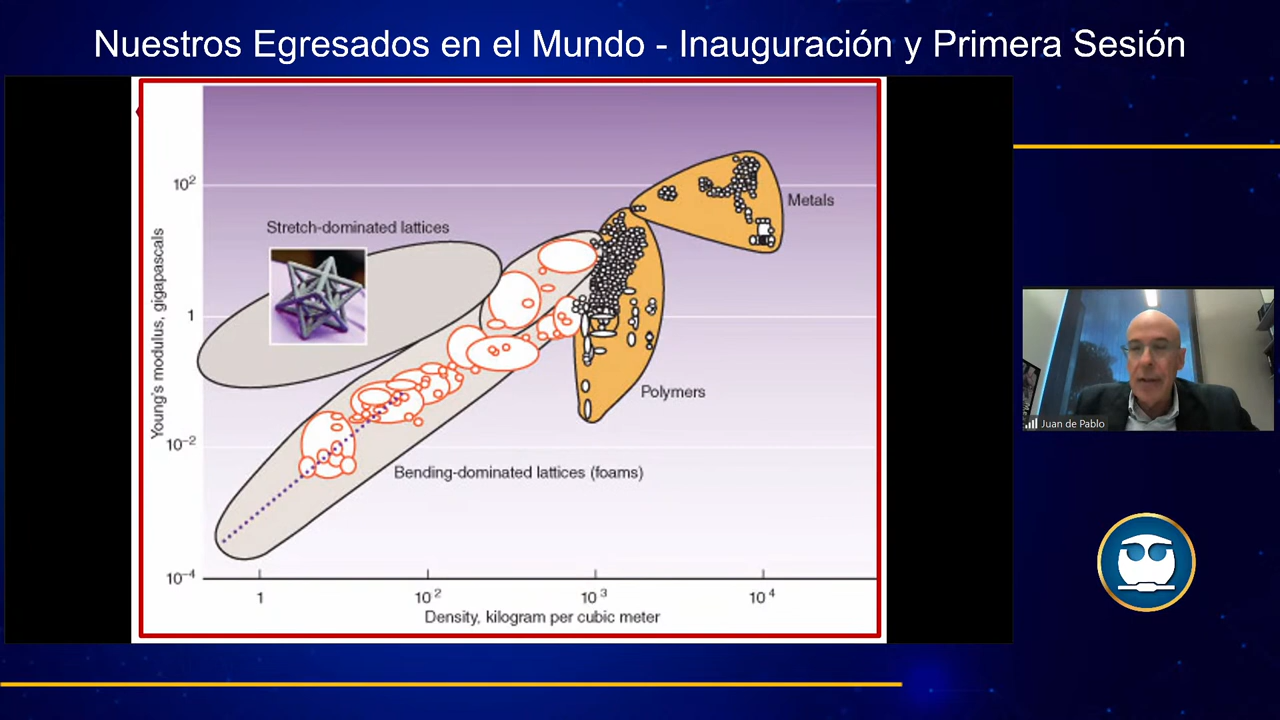 Nuestros Egresados en el Mundo - Inauguración y Primera Sesión
10²
Metals
Stretch-dominated lattices
Young's modulus, gigapascals
1
Polymers
10⁻²
Bending-dominated lattices (foams)
10⁻⁴
1
10²
10³
10⁴
Density, kilogram per cubic meter
Juan de Pablo